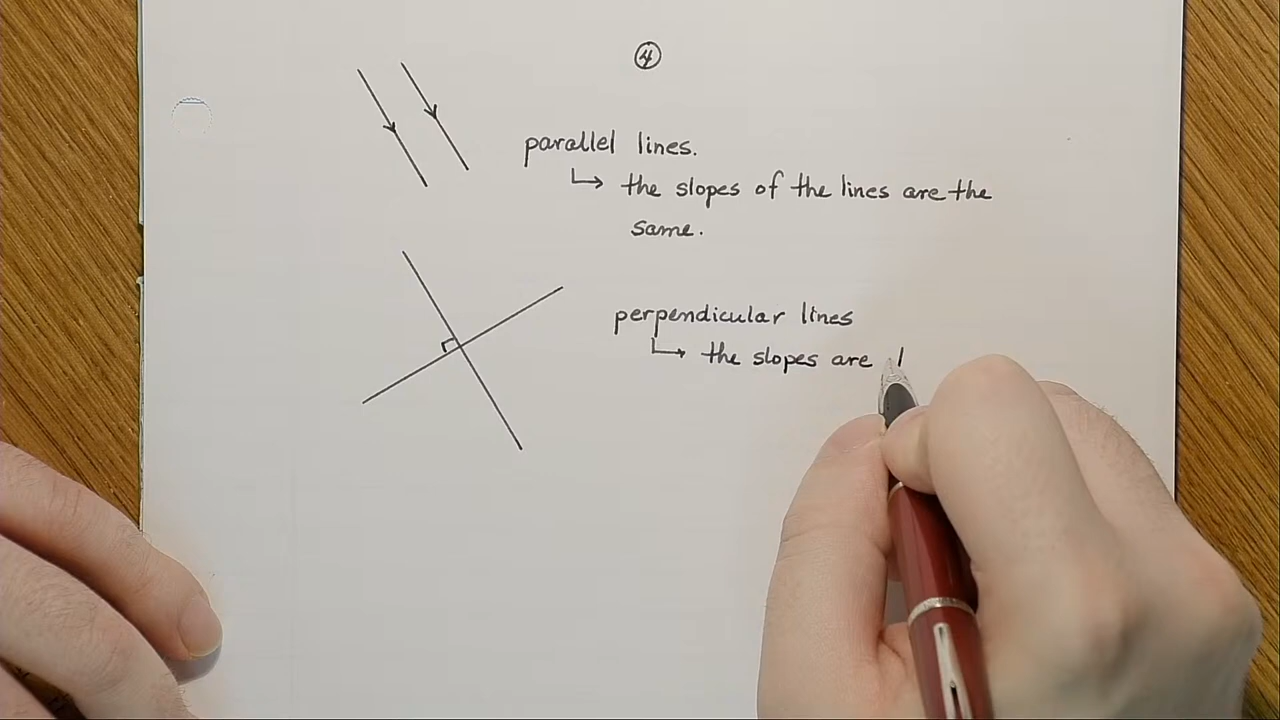 ④
parallel lines.
↳ the slopes of the lines are the
same.
perpendicular lines
↳ the slopes are